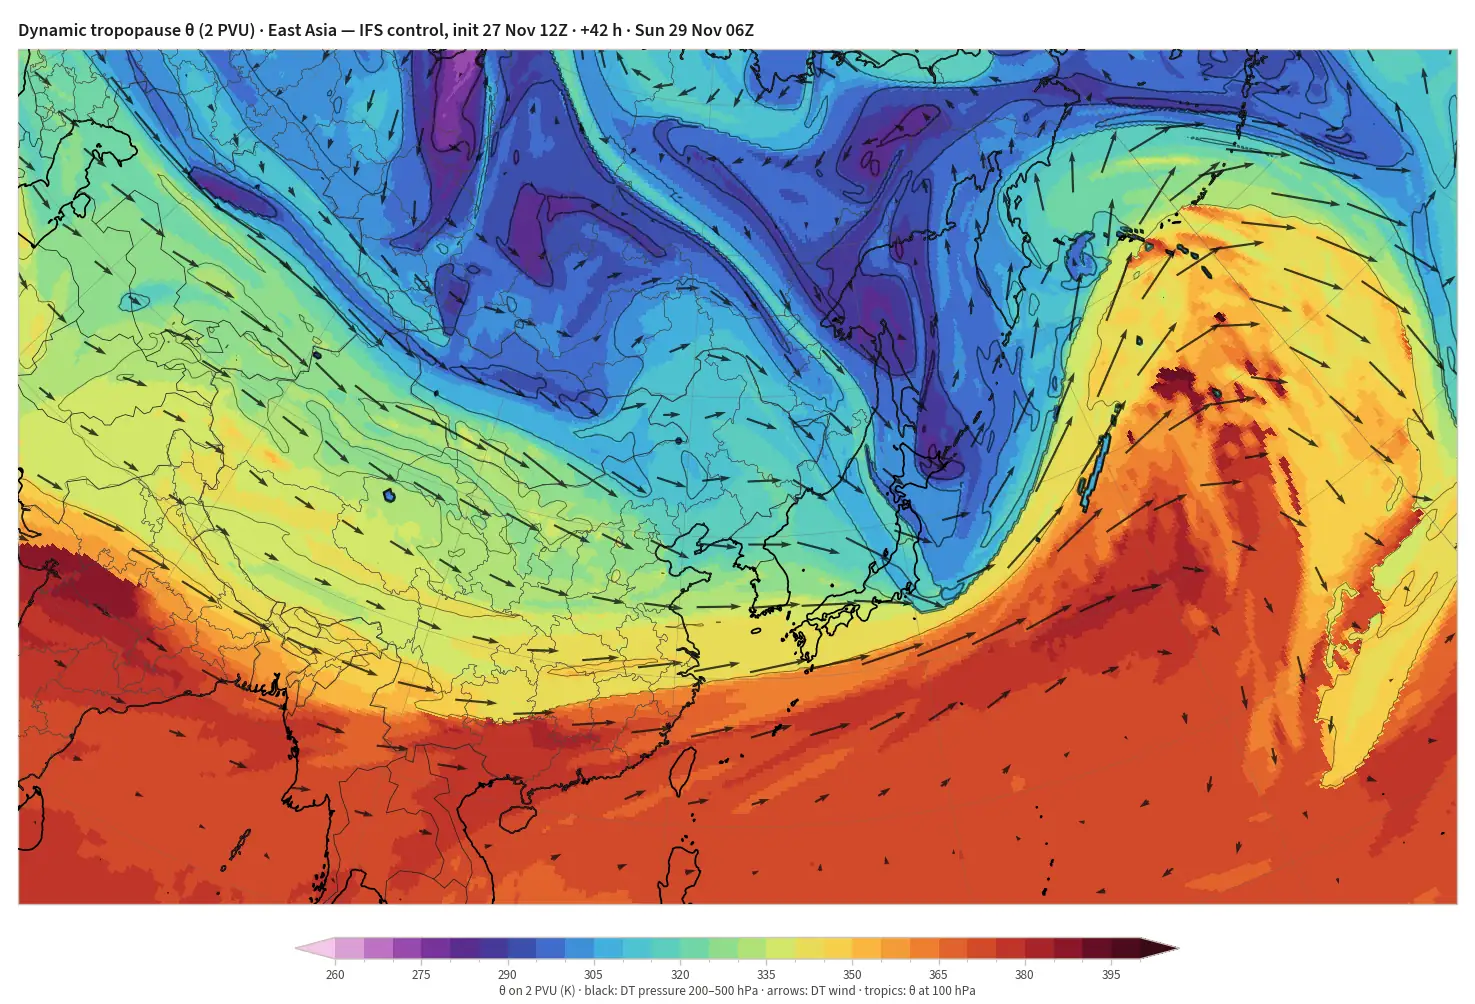 Dynamic tropopause θ (2 PVU) · East Asia — IFS control, init 27 Nov 12Z · +42 h · Sun 29 Nov 06Z
260 275 290 305 320 335 350 365 380 395
θ on 2 PVU (K) · black: DT pressure 200–500 hPa · arrows: DT wind · tropics: θ at 100 hPa